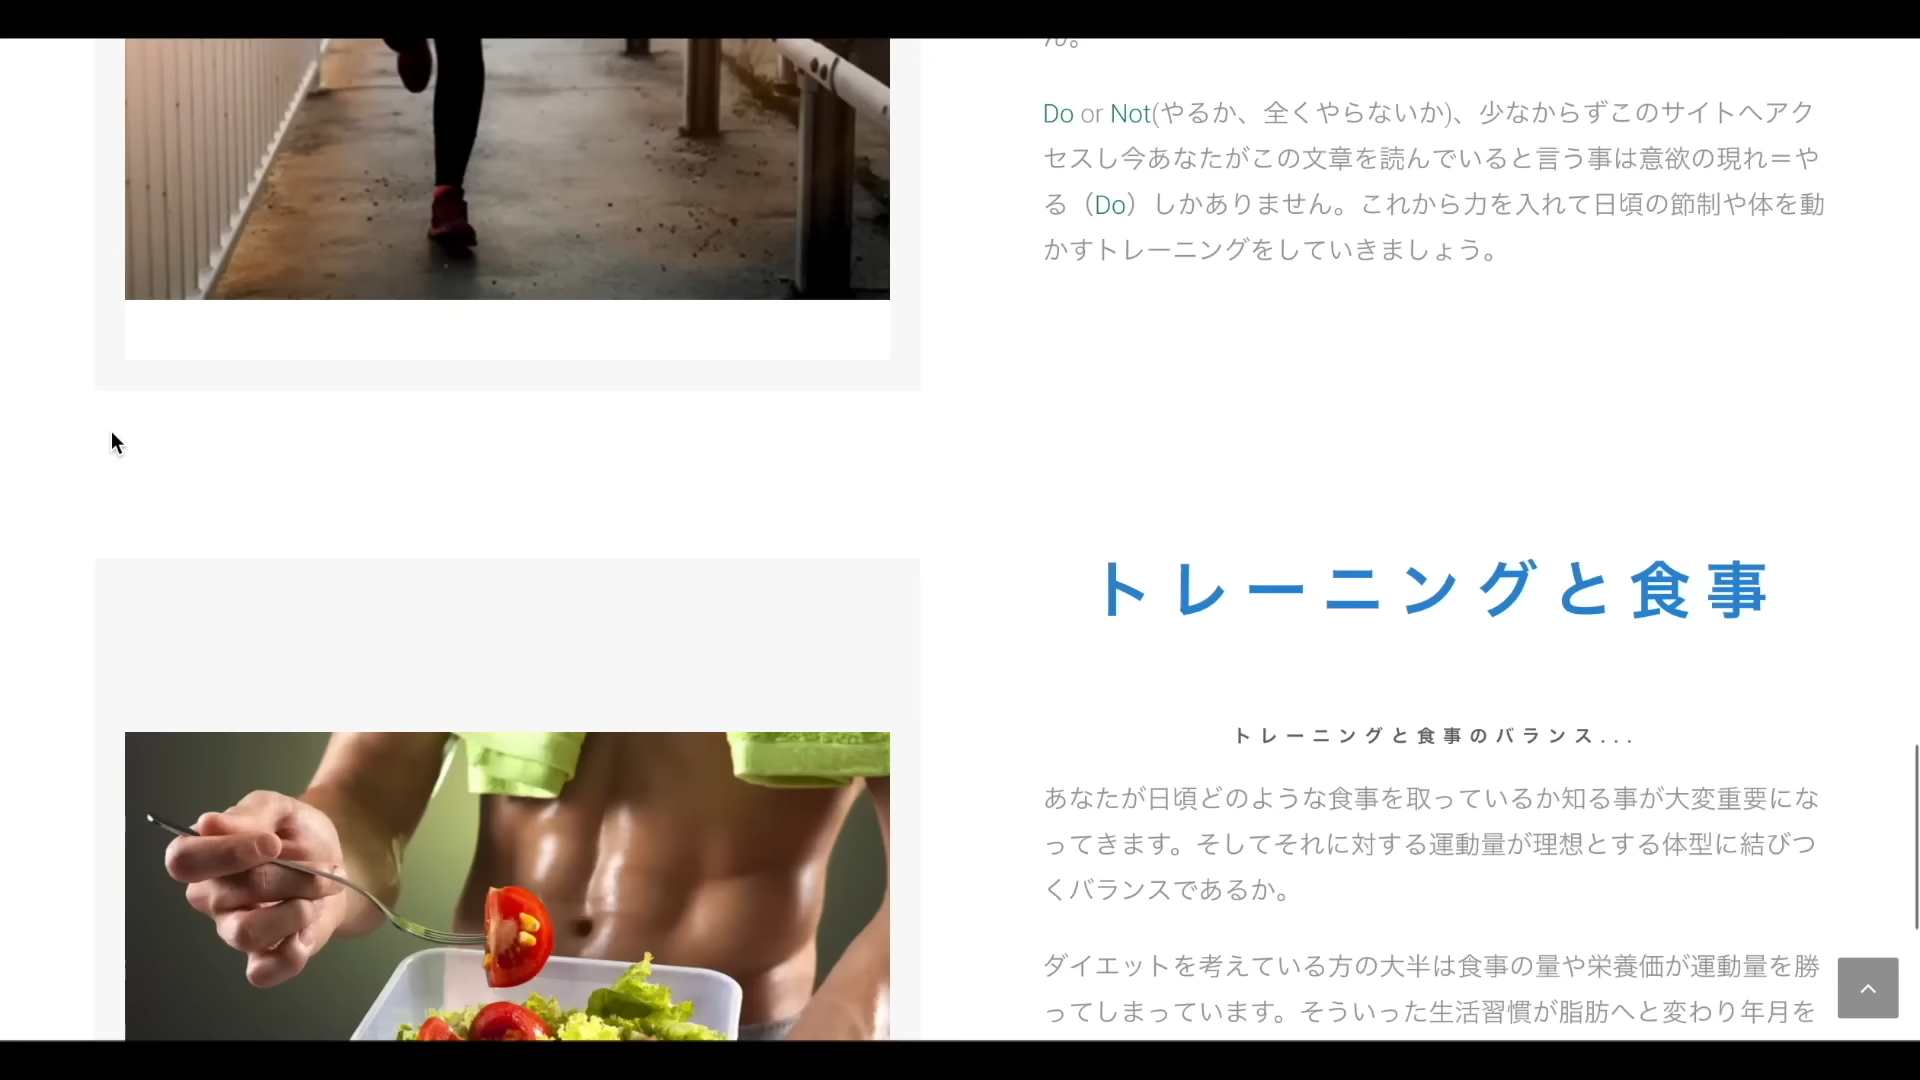 ん。
Do or Not(やるか、全くやらないか)、少なからずこのサイトへアク
セスし今あなたがこの文章を読んでいると言う事は意欲の現れ＝や
る（Do）しかありません。これから力を入れて日頃の節制や体を動
かすトレーニングをしていきましょう。
トレーニングと食事
トレーニングと食事のバランス...
あなたが日頃どのような食事を取っているか知る事が大変重要にな
ってきます。そしてそれに対する運動量が理想とする体型に結びつ
くバランスであるか。
ダイエットを考えている方の大半は食事の量や栄養価が運動量を勝
ってしまっています。そういった生活習慣が脂肪へと変わり年月を